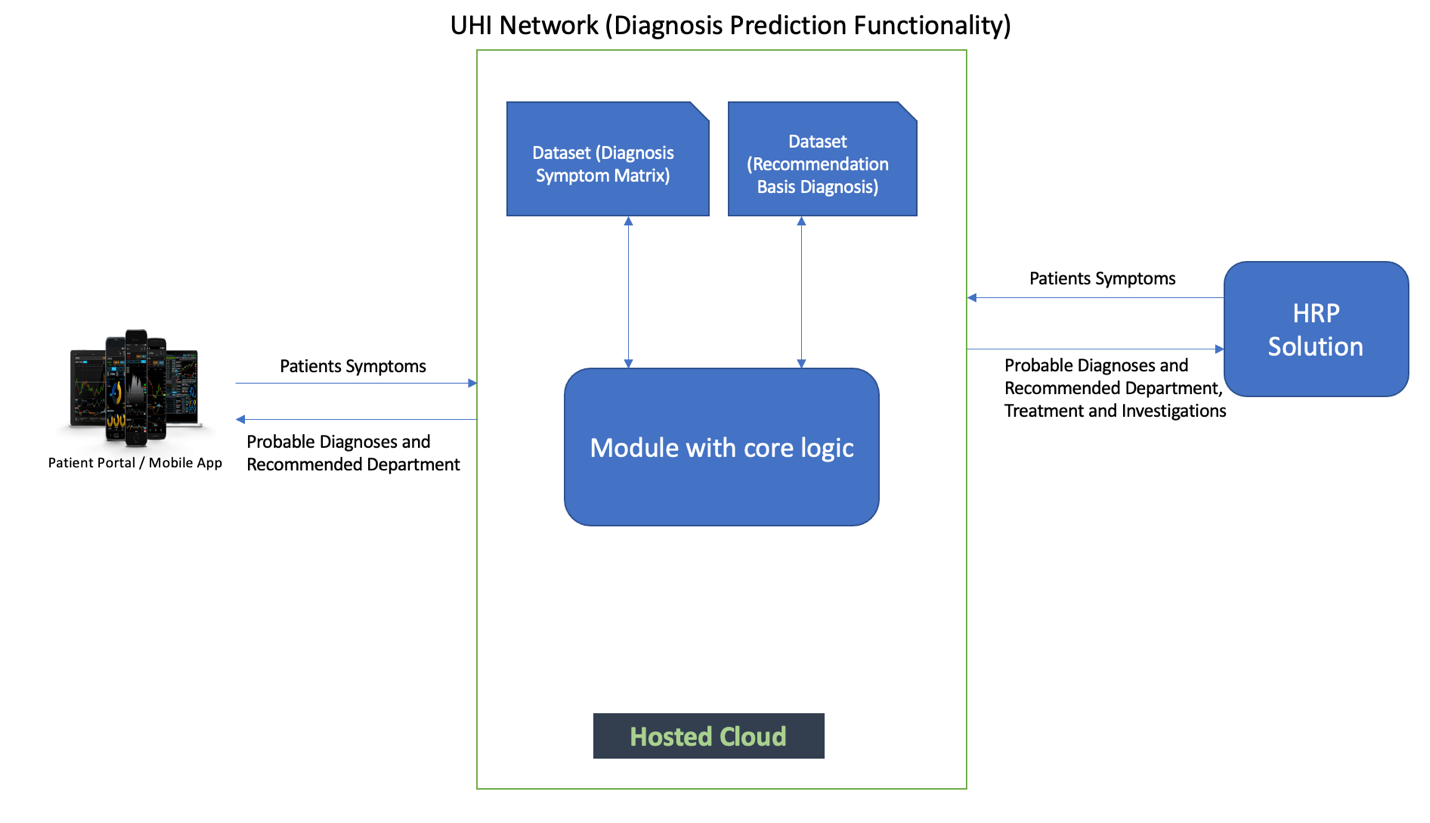 UHI Network (Diagnosis Prediction Functionality)
Dataset (Diagnosis
Symptom Matrix)
Dataset
(Recommendation
Basis Diagnosis)
Patients Symptoms
HRP
Solution
Probable Diagnoses and
Recommended Department,
Treatment and Investigations
Patients Symptoms
Probable Diagnoses and
Recommended Department
Patient Portal / Mobile App
Module with core logic
Hosted Cloud